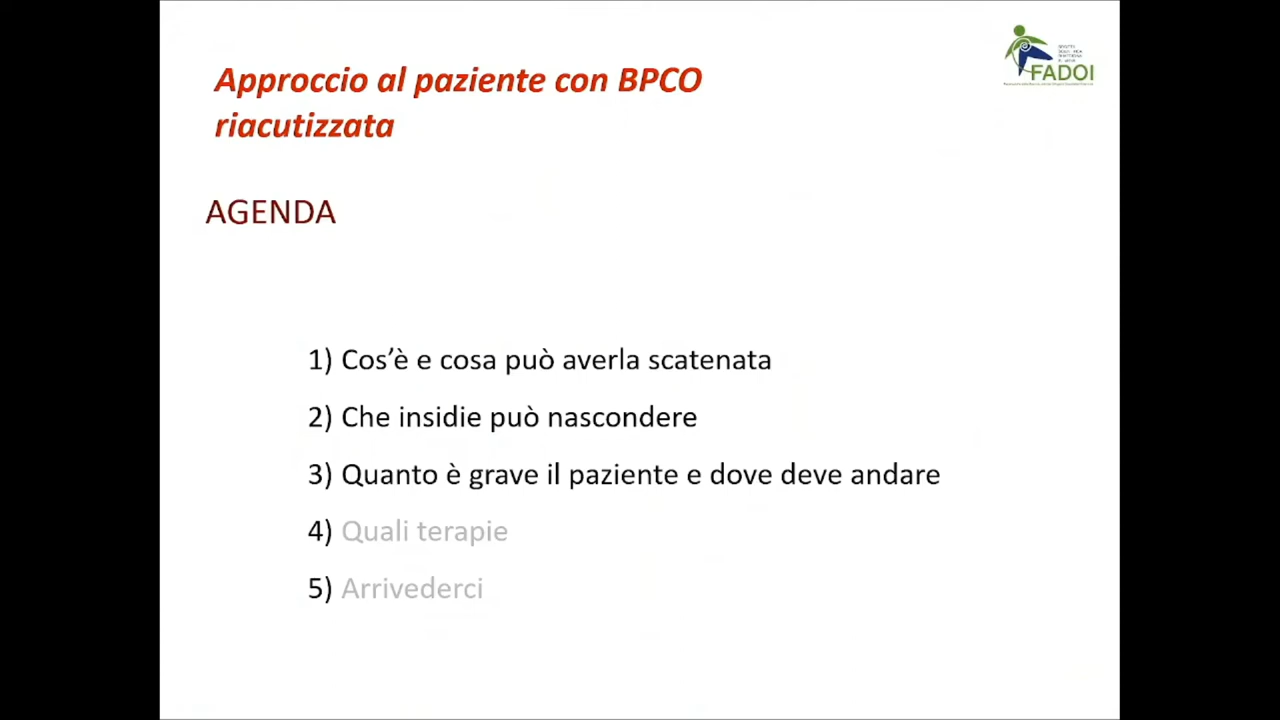 Approccio al paziente con BPCO
riacutizzata
FADOI
AGENDA
1) Cos’è e cosa può averla scatenata
2) Che insidie può nascondere
3) Quanto è grave il paziente e dove deve andare
4) Quali terapie
5) Arrivederci